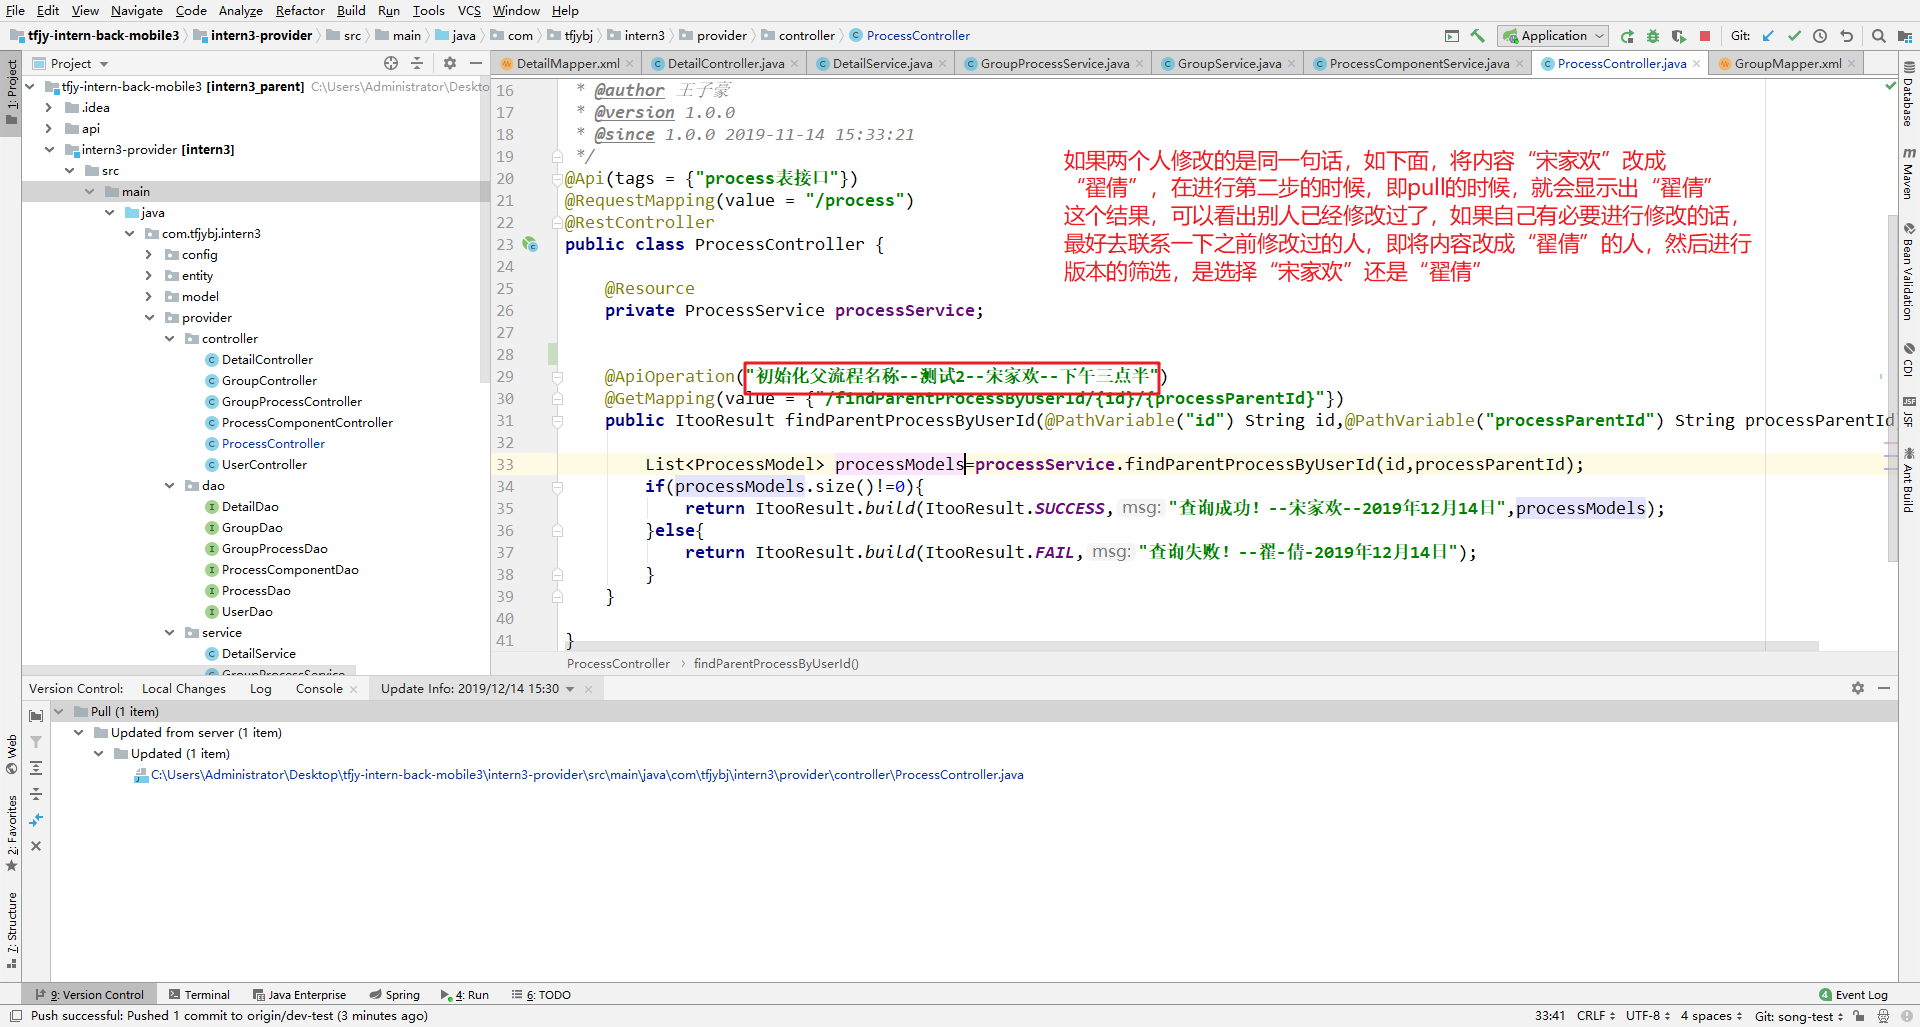 File Edit View Navigate Code Analyze Refactor Build Run Tools VCS Window Help
tfjy-intern-back-mobile3 intern3-provider src main java com tfjybj intern3 provider controller ProcessController
Application Git:
Project
DetailMapper.xml DetailController.java DetailService.java GroupProcessService.java GroupService.java ProcessComponentService.java ProcessController.java GroupMapper.xml
1: Project
tfjy-intern-back-mobile3 [intern3_parent] C:\Users\Administrator\Deskto
.idea
api
intern3-provider [intern3]
src
main
java
com.tfjybj.intern3
config
entity
model
provider
controller
DetailController
GroupController
GroupProcessController
ProcessComponentController
ProcessController
UserController
dao
DetailDao
GroupDao
GroupProcessDao
ProcessComponentDao
ProcessDao
UserDao
service
DetailService
GroupProcessService
16 * @author 王子豪
17 * @version 1.0.0
18 * @since 1.0.0 2019-11-14 15:33:21
19 */
20 @Api(tags = {"process表接口"})
21 @RequestMapping(value = "/process")
22 @RestController
23 public class ProcessController {
24
25 @Resource
26 private ProcessService processService;
27
28
29 @ApiOperation("初始化父流程名称--测试2--宋家欢--下午三点半")
30 @GetMapping(value = {"/findParentProcessByUserId/{id}/{processParentId}"})
31 public ItooResult findParentProcessByUserId(@PathVariable("id") String id,@PathVariable("processParentId") String processParentId
32
33 List<ProcessModel> processModels=processService.findParentProcessByUserId(id,processParentId);
34 if(processModels.size()!=0){
35 return ItooResult.build(ItooResult.SUCCESS, msg: "查询成功! --宋家欢--2019年12月14日",processModels);
36 }else{
37 return ItooResult.build(ItooResult.FAIL, msg: "查询失败! --翟-倩-2019年12月14日");
38 }
39 }
40
41 }
如果两个人修改的是同一句话，如下面，将内容“宋家欢”改成
“翟倩”，在进行第二步的时候，即pull的时候，就会显示出“翟倩”
这个结果，可以看出别人已经修改过了，如果自己有必要进行修改的话，
最好去联系一下之前修改过的人，即将内容改成“翟倩”的人，然后进行
版本的筛选，是选择“宋家欢”还是“翟倩”
ProcessController findParentProcessByUserId()
Database
Maven
Bean Validation
CDI
JSF
Ant Build
Version Control: Local Changes Log Console Update Info: 2019/12/14 15:30
Pull (1 item)
Updated from server (1 item)
Updated (1 item)
C:\Users\Administrator\Desktop\tfjy-intern-back-mobile3\intern3-provider\src\main\java\com\tfjybj\intern3\provider\controller\ProcessController.java
Web
2: Favorites
7: Structure
9: Version Control Terminal Java Enterprise Spring 4: Run 6: TODO 4 Event Log
Push successful: Pushed 1 commit to origin/dev-test (3 minutes ago) 33:41 CRLF UTF-8 4 spaces Git: song-test